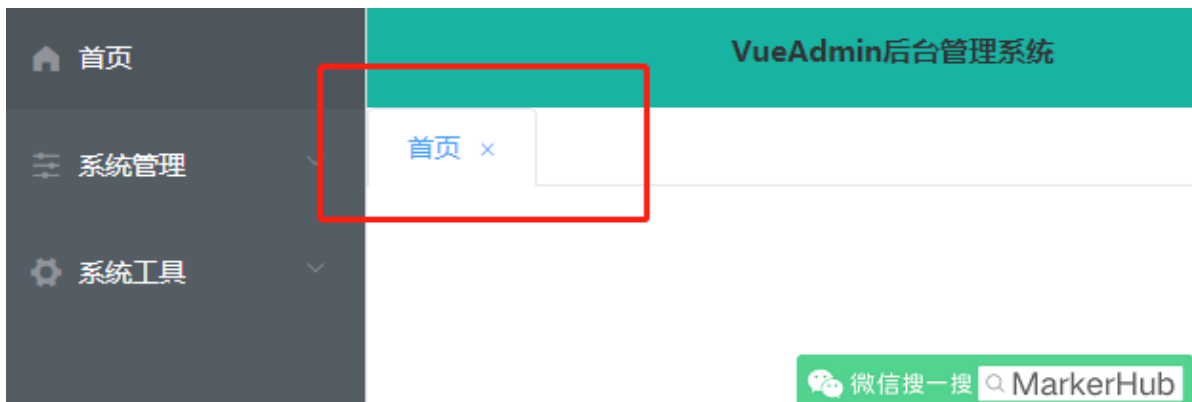 首页
VueAdmin后台管理系统
首页 ×
系统管理
系统工具
微信搜一搜 MarkerHub